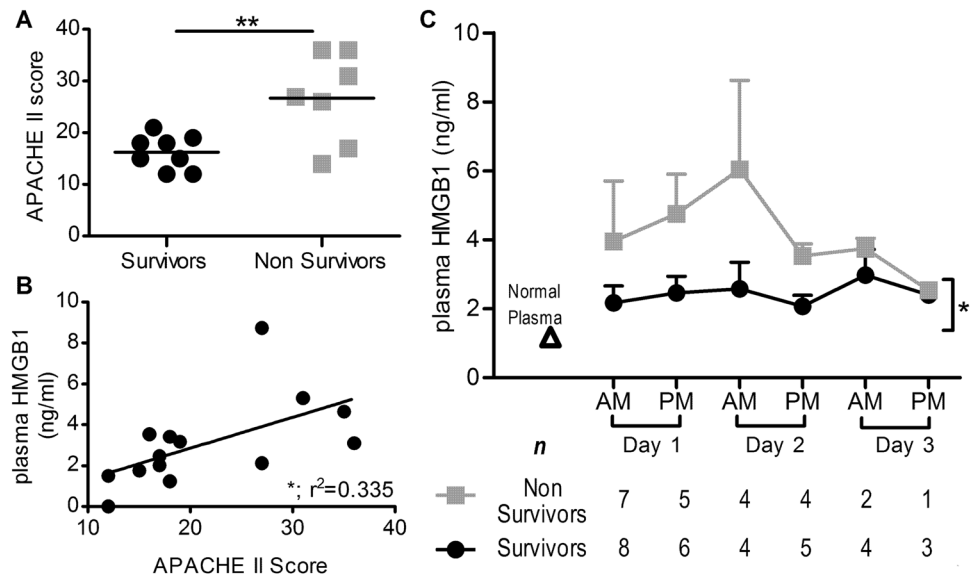 A
**
40
30
20
10
0
APACHE II score
Survivors
Non Survivors
B
10
8
6
4
2
0
plasma HMGB1
(ng/ml)
*; r²=0.335
10
20
30
40
APACHE II Score
C
10
8
6
4
2
0
plasma HMGB1 (ng/ml)
Normal
Plasma
*
AM PM AM PM AM PM
n Day 1 Day 2 Day 3
Non
Survivors 7 5 4 4 2 1
Survivors 8 6 4 5 4 3